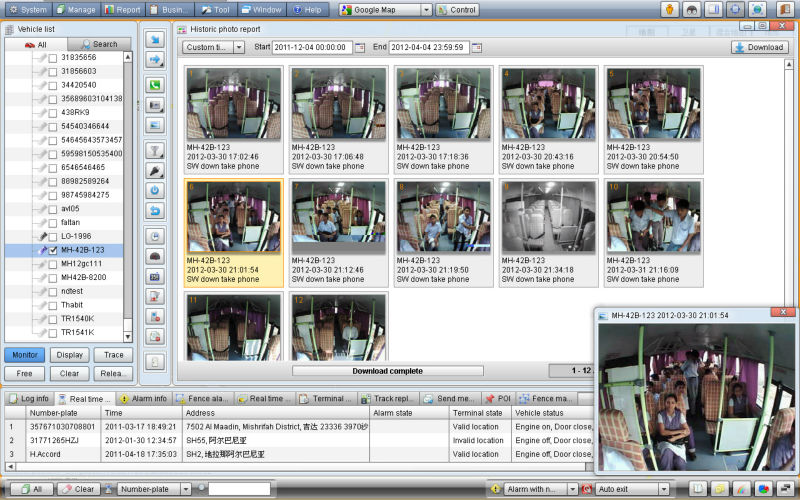 System Manage Report Busin... Tool Window Help Google Map Control
Vehicle list
All Search
31835656
31856603
34420540
35689603104138
438RK9
54540346644
54645643573457
59598150535400
6546546465
88982589264
98745984275
avl05
faltan
LG-1996
MH-42B-123
MH12gc111
MH42B-8200
ndtest
Thabit
TR1540K
TR1541K
Monitor Display Trace
Free Clear Relea...
Historic photo report
Custom ti... Start 2011-12-04 00:00:00 End 2012-04-04 23:59:59 Download
1 2 3 4 5
MH-42B-123 MH-42B-123 MH-42B-123 MH-42B-123 MH-42B-123
2012-03-30 17:02:46 2012-03-30 17:06:48 2012-03-30 17:18:36 2012-03-30 20:43:16 2012-03-30 20:54:50
SW down take phone SW down take phone SW down take phone SW down take phone SW down take phone
6 7 8 9 10
MH-42B-123 MH-42B-123 MH-42B-123 MH-42B-123 MH-42B-123
2012-03-30 21:01:54 2012-03-30 21:12:46 2012-03-30 21:19:50 2012-03-30 21:34:18 2012-03-31 21:16:09
SW down take phone SW down take phone SW down take phone SW down take phone SW down take phone
11 12
Download complete 1 - 12
MH-42B-123 2012-03-30 21:01:54
Log info Real time ... Alarm info Fence ala... Real time ... Terminal ... Track repl... Send me... POI Fence ma...
Number-plate Time Address Alarm state Terminal state Vehicle status
1 357671030708801 2011-03-17 18:49:21 7502 Al Maadin, Mishrifah District, 吉达 23336 3970沙 Valid location Engine on, Door close,
2 31771265HZJ 2012-01-30 12:34:57 SH55, 阿尔巴尼亚 Invalid location Engine off, Door close,
3 H.Accord 2011-04-18 17:35:03 SH2, 地拉那阿尔巴尼亚 Valid location Engine off, Door close,
All Clear Number-plate Alarm with n... Auto exit